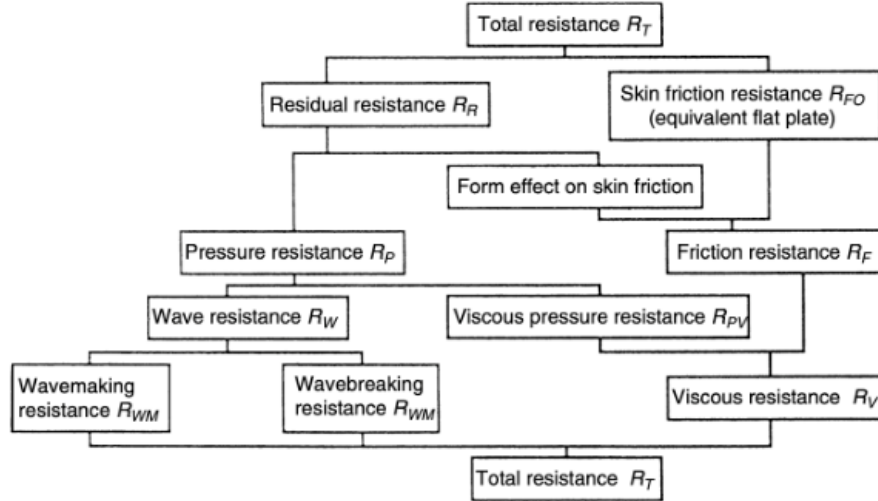 Total resistance R_T
Residual resistance R_R
Skin friction resistance R_FO
(equivalent flat plate)
Form effect on skin friction
Pressure resistance R_P
Friction resistance R_F
Wave resistance R_W
Viscous pressure resistance R_PV
Wavemaking
resistance R_WM
Wavebreaking
resistance R_WM
Viscous resistance R_V
Total resistance R_T